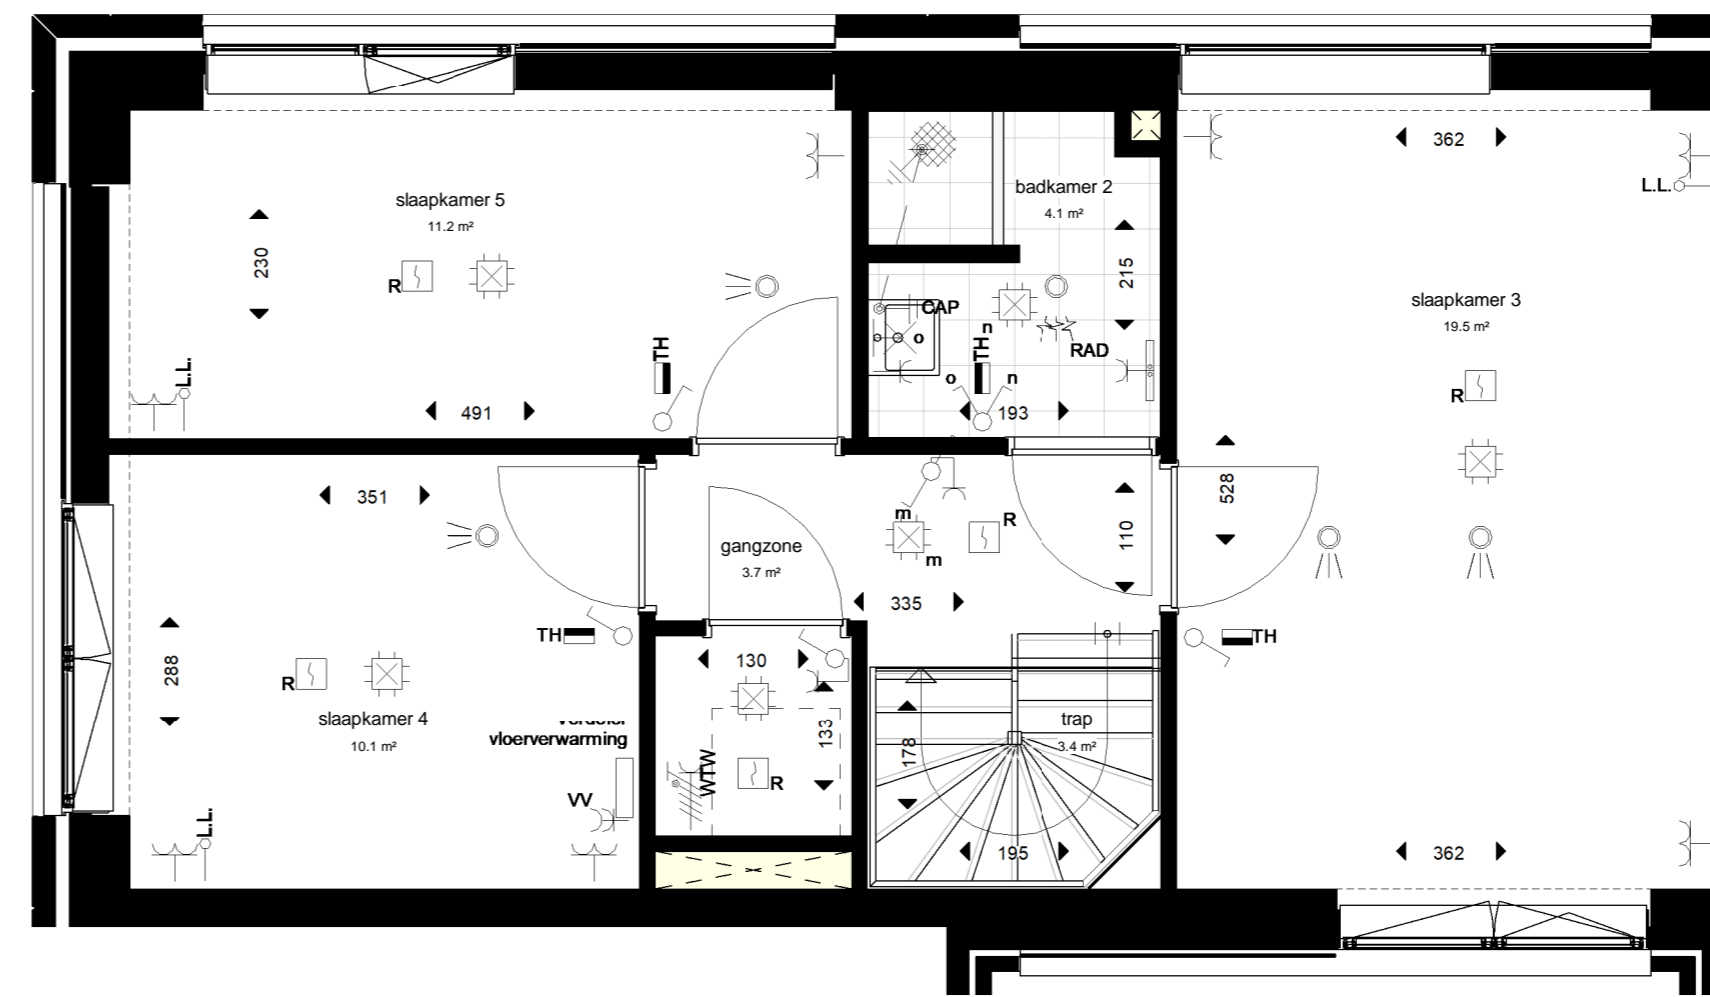 362
L.L.
slaapkamer 5
11.2 m²
badkamer 2
4.1 m²
230
R
215
slaapkamer 3
19.5 m²
CAP
n
o
TH
TH
RAD
o
n
L.L.
R
491
193
351
528
m
R
110
gangzone
3.7 m²
m
335
TH
TH
130
288
R
slaapkamer 4
10.1 m²
vloerverwarming
133
trap
3.4 m²
178
WTW
R
VV
L.L.
195
362